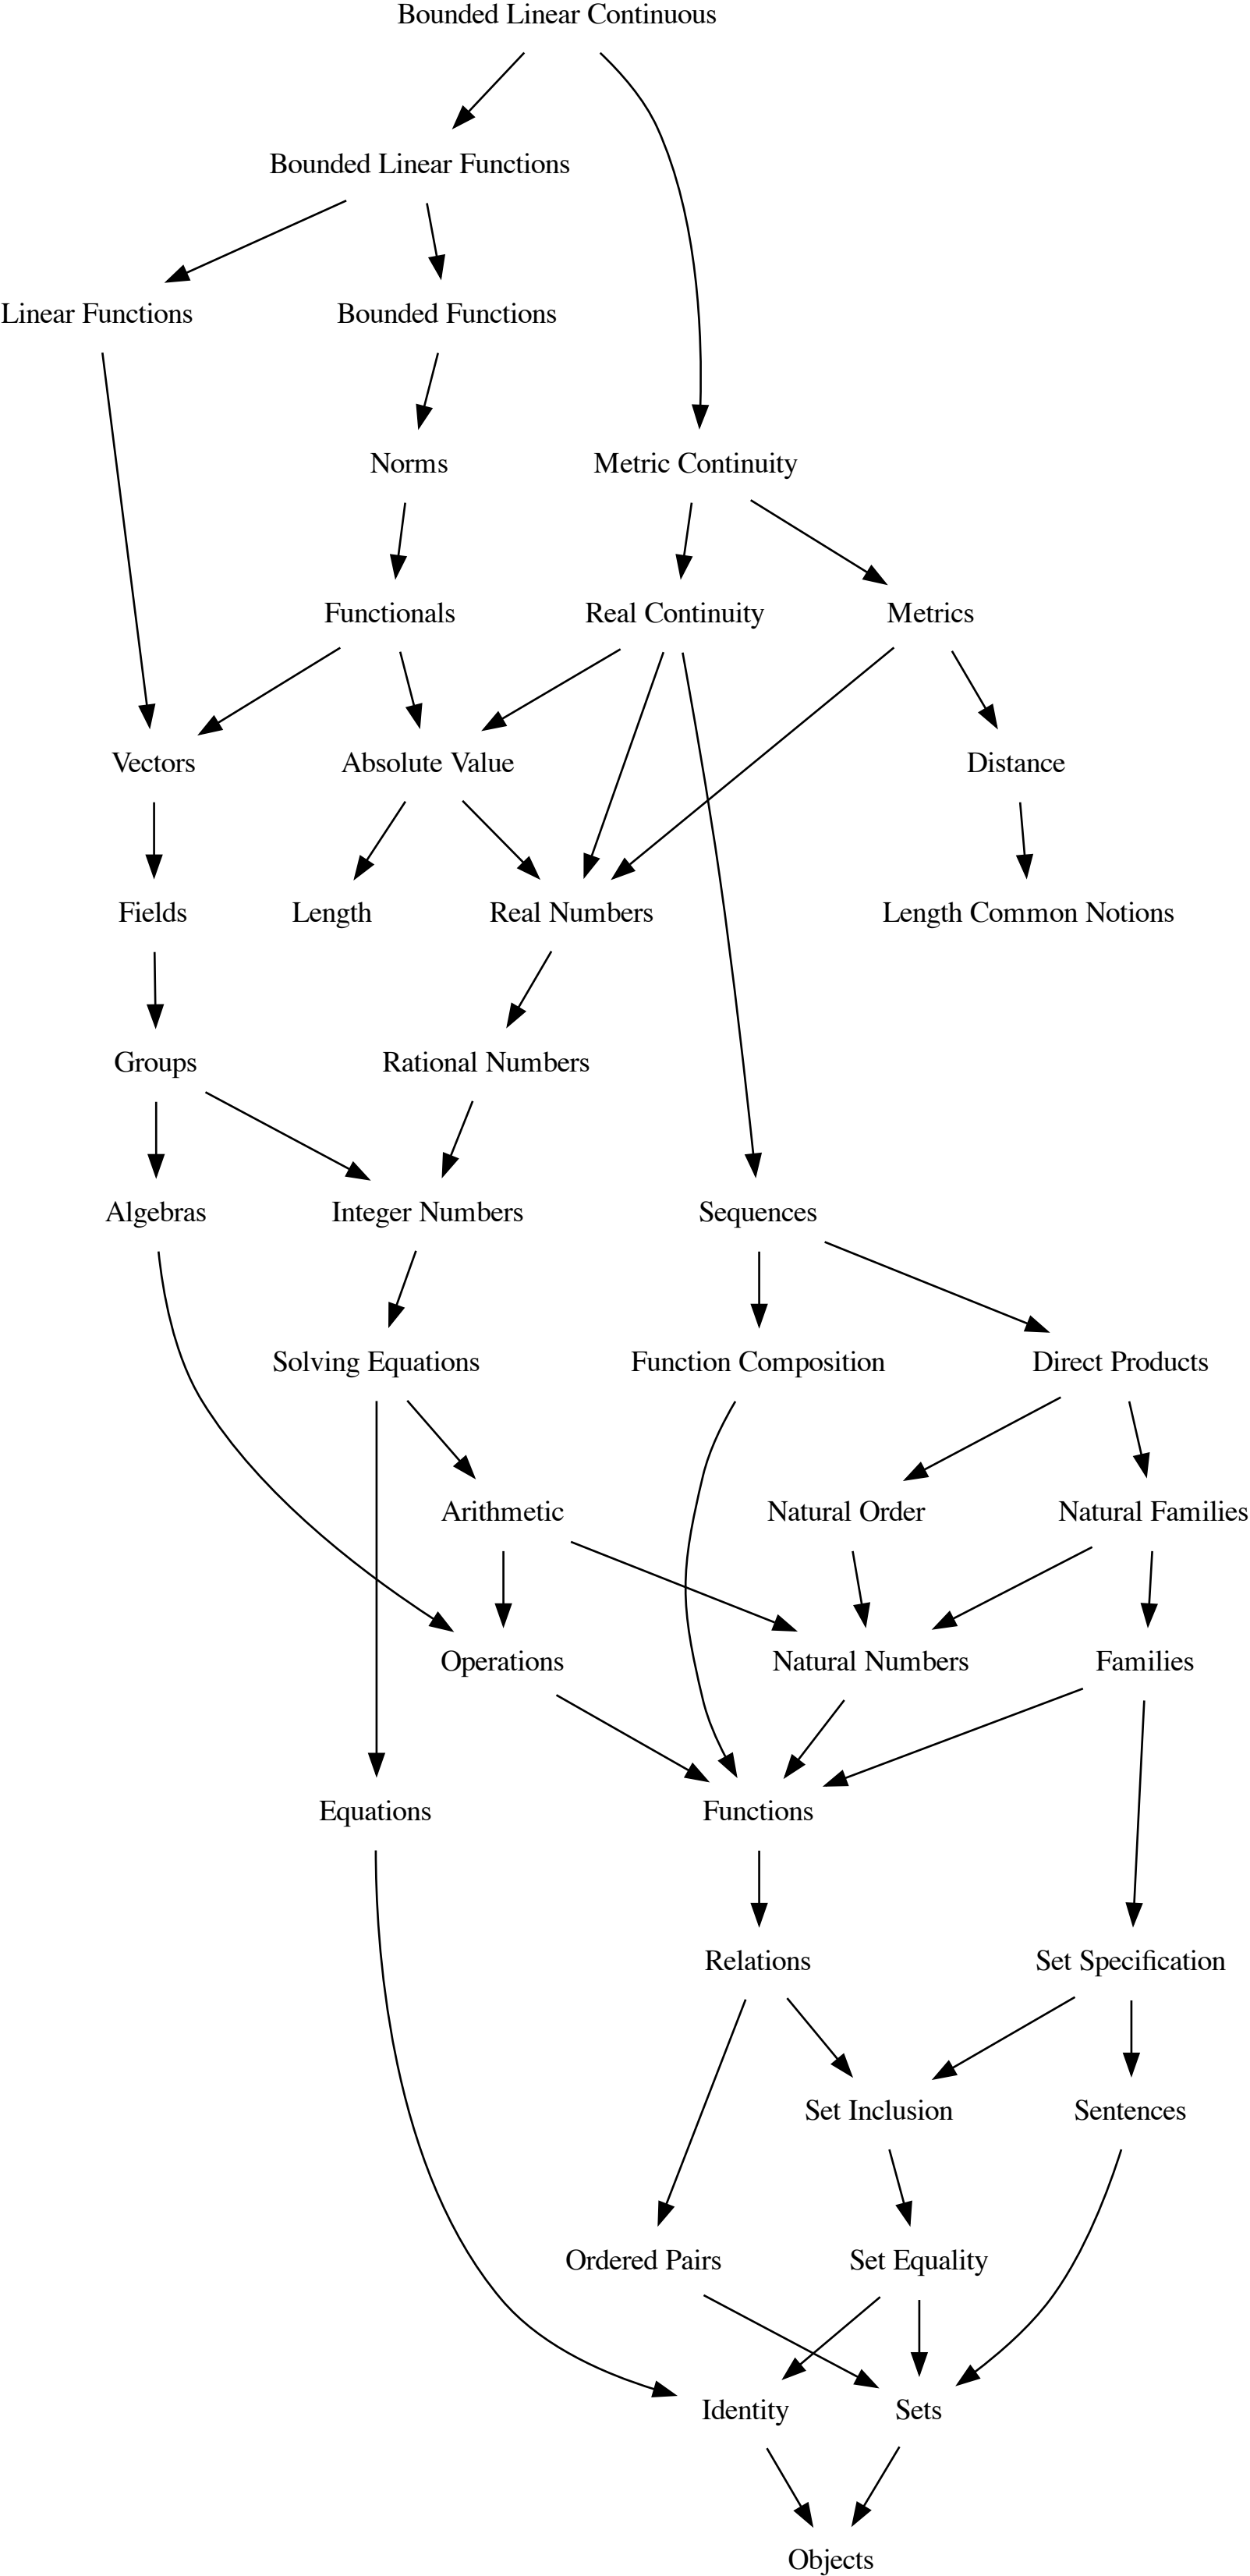 Bounded Linear Continuous
Bounded Linear Functions
Linear Functions
Bounded Functions
Norms
Metric Continuity
Functionals
Real Continuity
Metrics
Vectors
Absolute Value
Distance
Fields
Length
Real Numbers
Length Common Notions
Groups
Rational Numbers
Algebras
Integer Numbers
Sequences
Solving Equations
Function Composition
Direct Products
Arithmetic
Natural Order
Natural Families
Operations
Natural Numbers
Families
Equations
Functions
Relations
Set Specification
Set Inclusion
Sentences
Ordered Pairs
Set Equality
Identity
Sets
Objects